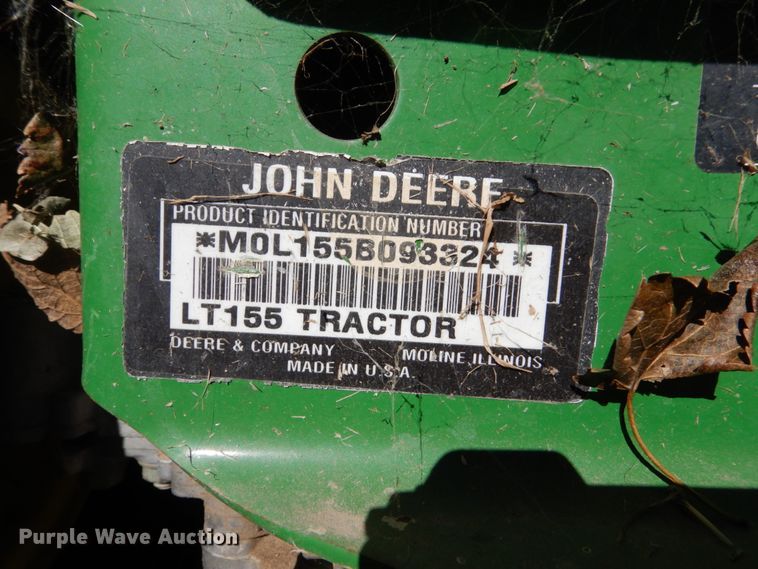 JOHN DEERE
PRODUCT IDENTIFICATION NUMBER
*M0L155B093324*
LT155 TRACTOR
DEERE & COMPANY MOLINE, ILLINOIS
MADE IN U.S.A
Purple Wave Auction